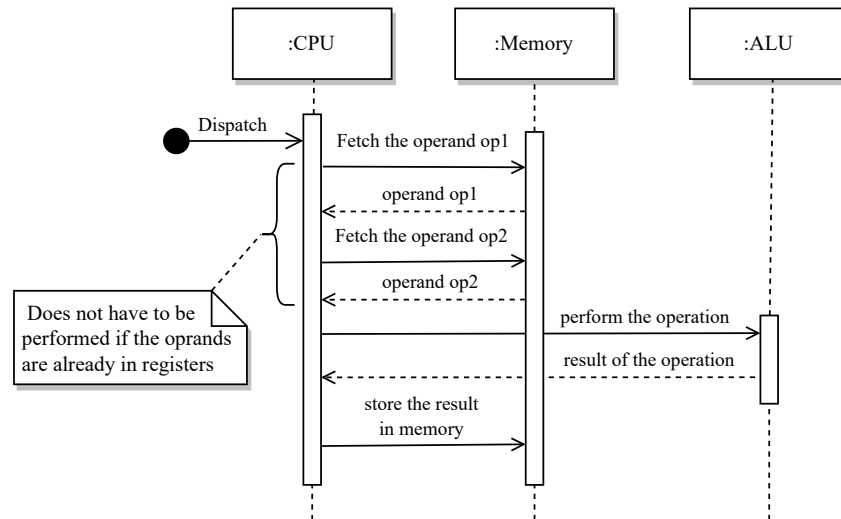 :CPU
:Memory
:ALU
Dispatch
Fetch the operand op1
operand op1
Fetch the operand op2
operand op2
Does not have to be
performed if the oprands
are already in registers
perform the operation
result of the operation
store the result
in memory